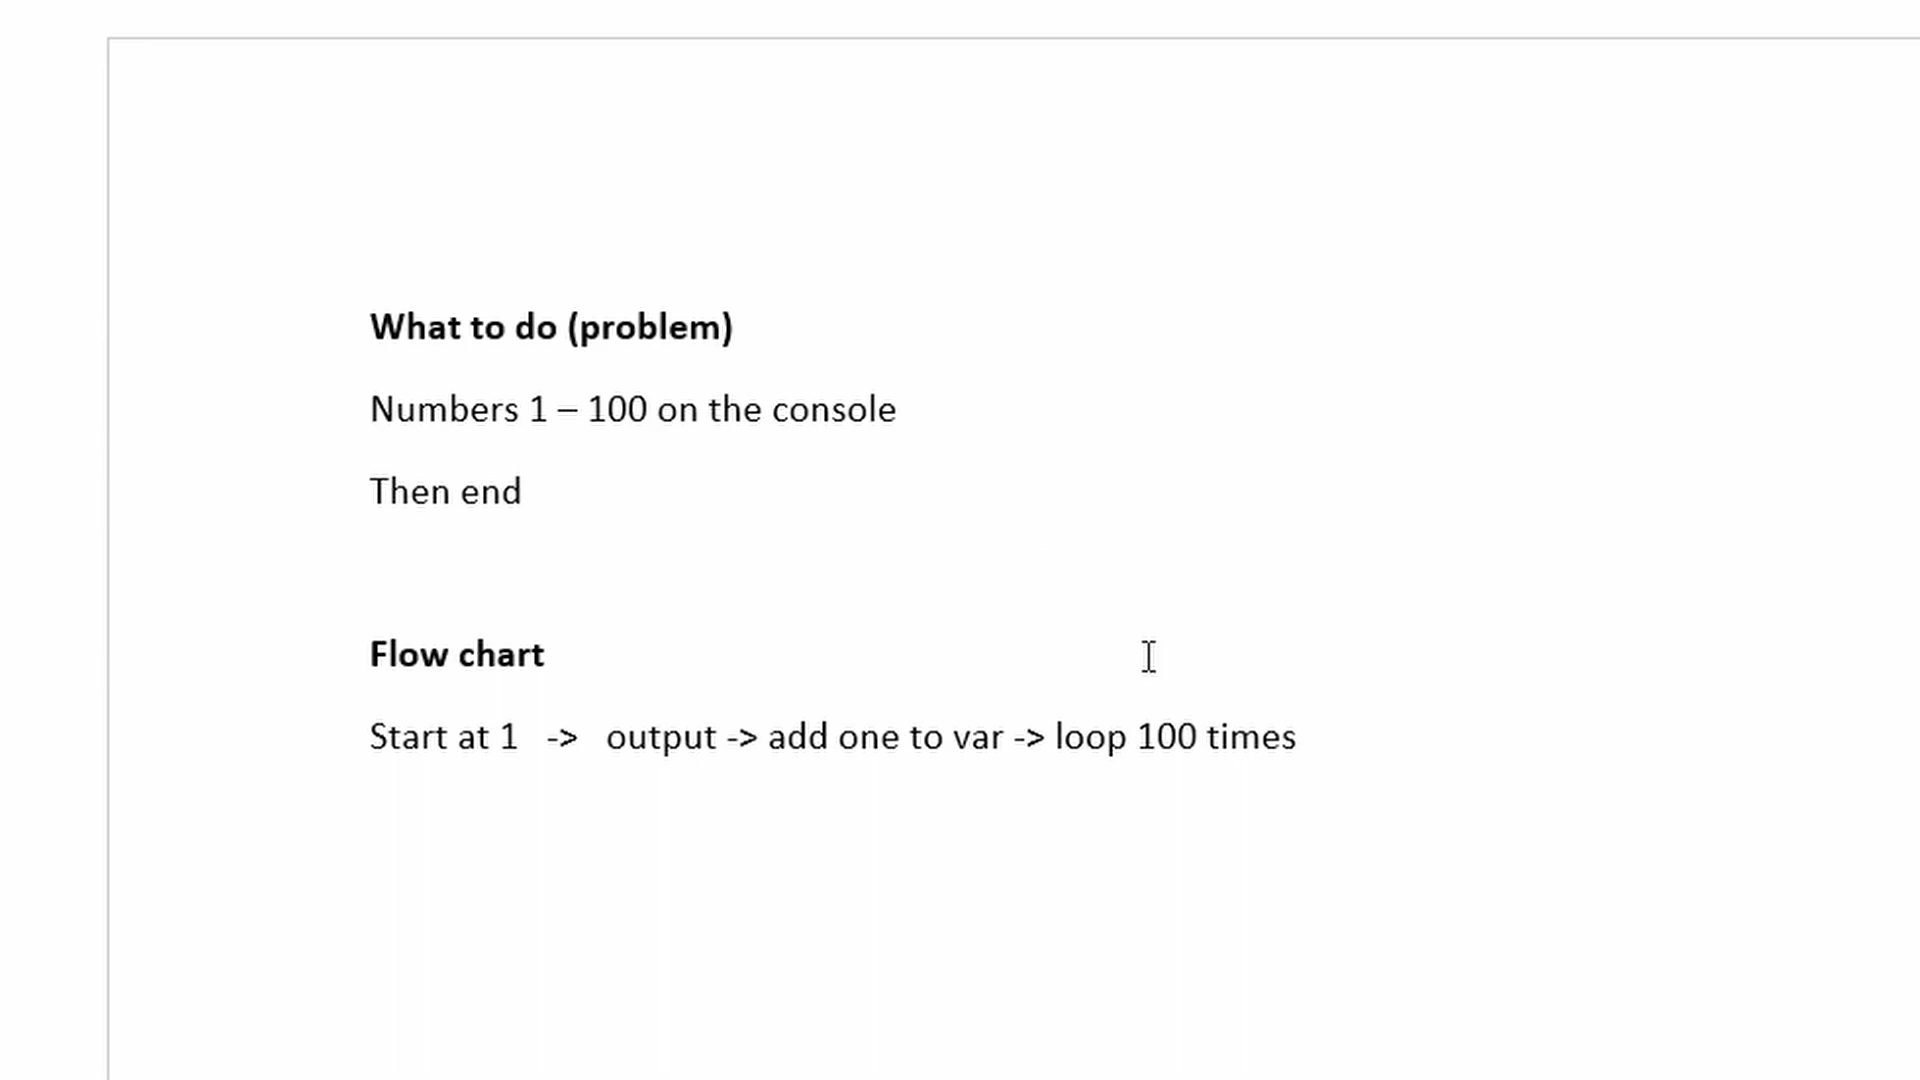 What to do (problem)
Numbers 1 – 100 on the console
Then end
Flow chart
Start at 1   ->   output -> add one to var -> loop 100 times